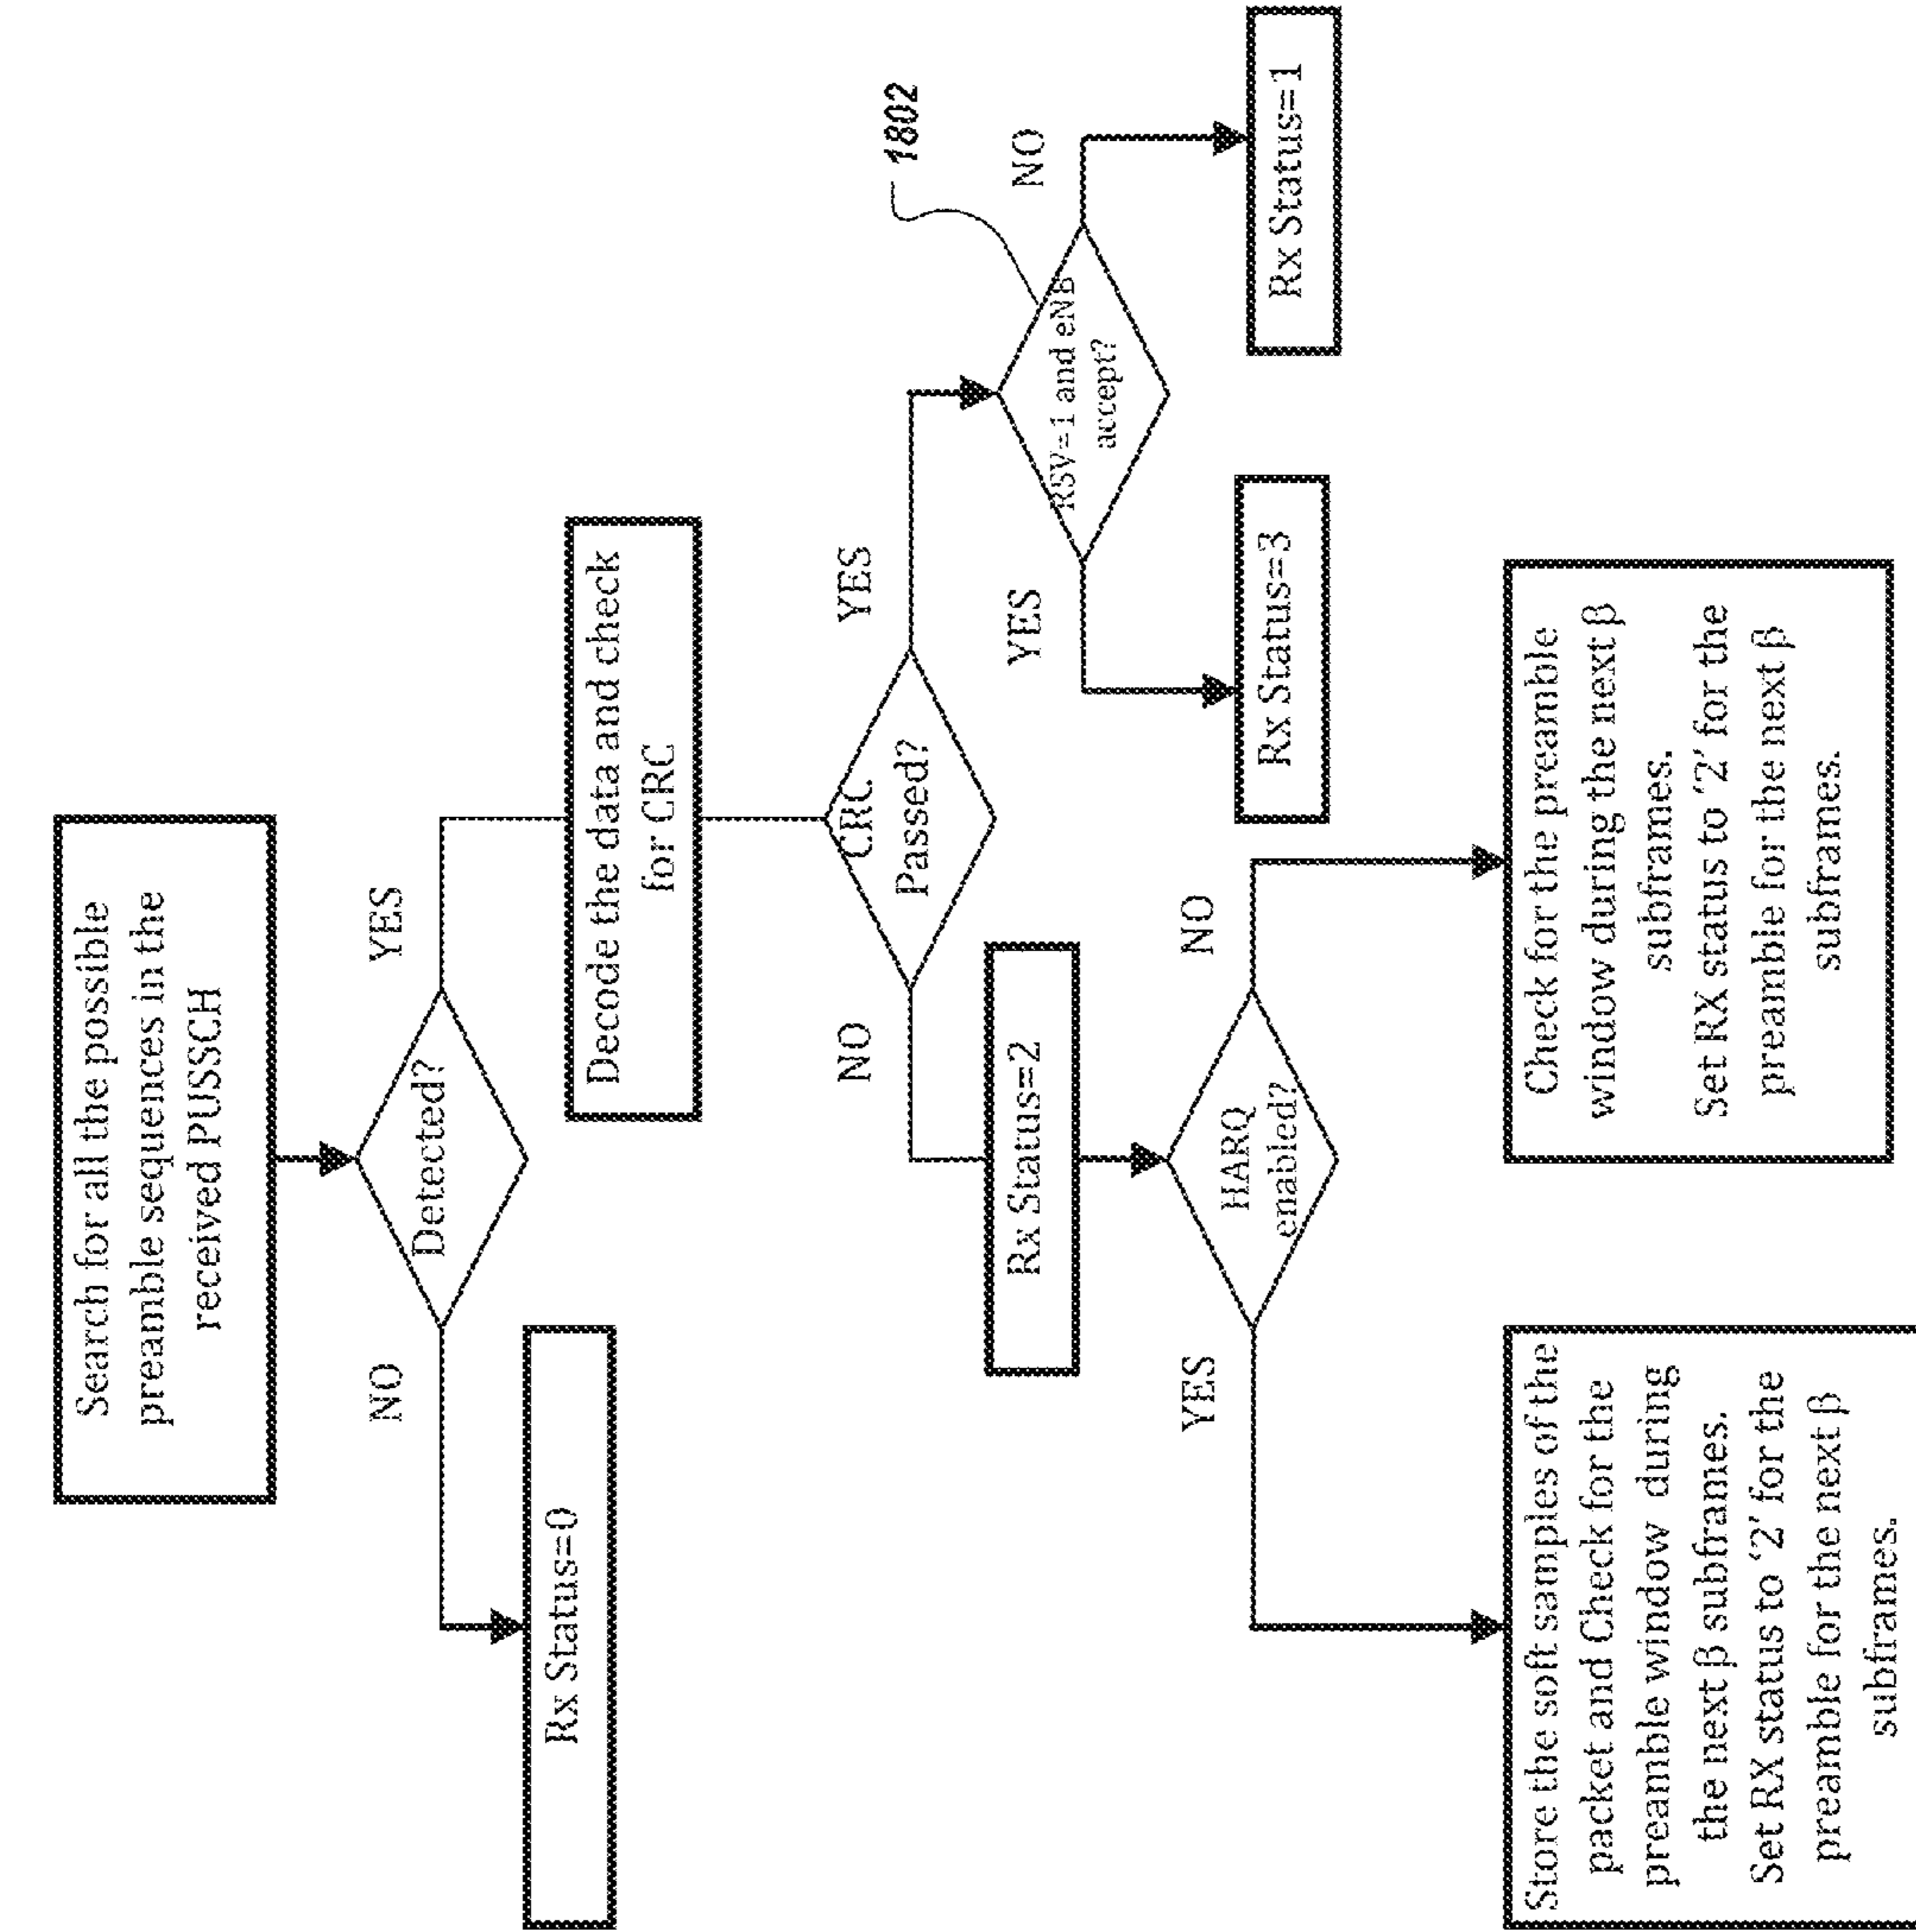 Search for all the possible
preamble sequences in the
received PUSSCH
Detected?
NO
YES
Rx Status=0
Decode the data and check
for CRC
CRC
Passed?
NO
YES
Rx Status=2
RSV=1 and eNB
accept?
1802
YES
NO
Rx Status=3
Rx Status=1
HARQ
enabled?
YES
NO
Store the soft samples of the
packet and Check for the
preamble window during
the next β subframes.
Set RX status to '2' for the
preamble for the next β
subframes.
Check for the preamble
window during the next β
subframes.
Set RX status to '2' for the
preamble for the next β
subframes.